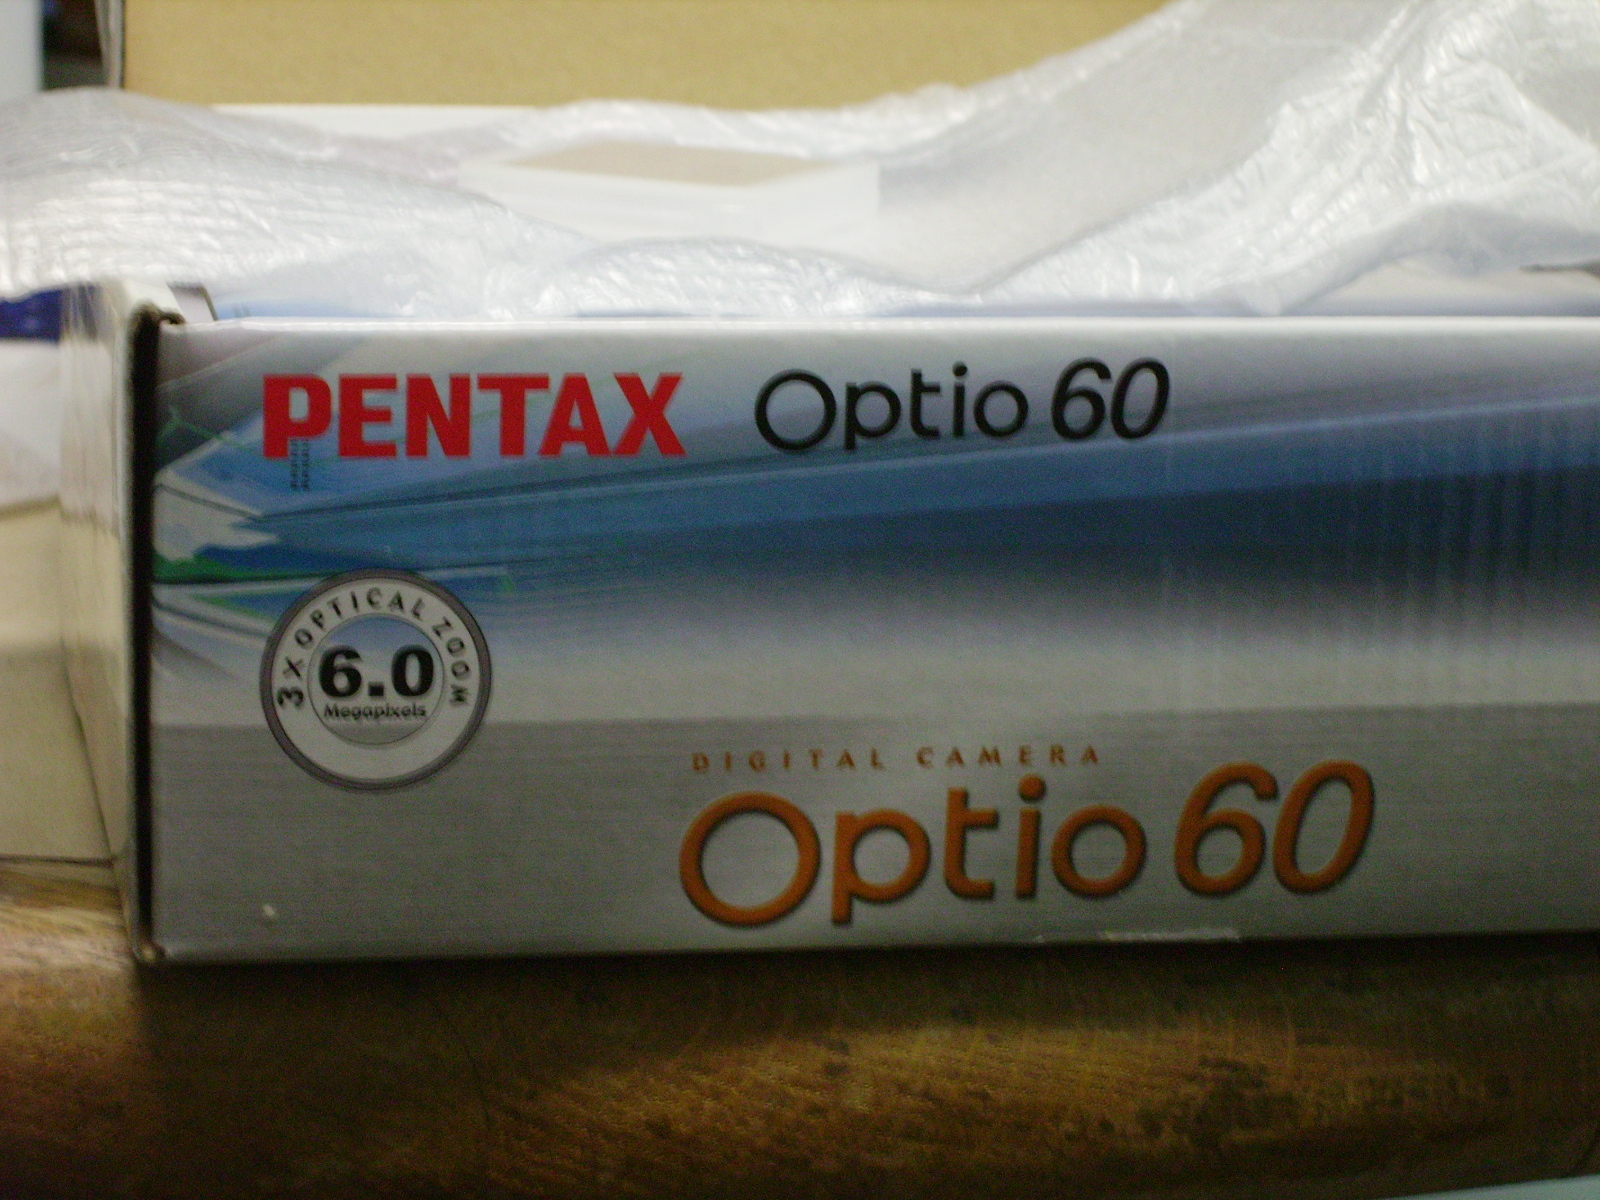 PENTAX Optio 60
3X OPTICAL ZOOM
6.0
Megapixels
DIGITAL CAMERA
Optio 60